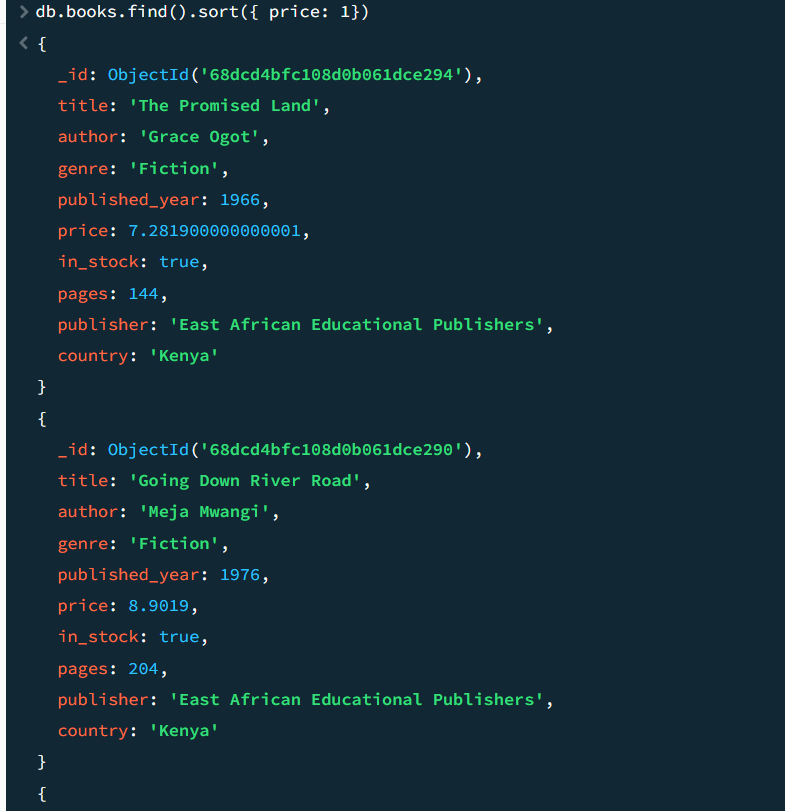 > db.books.find().sort({ price: 1})
< {
_id: ObjectId('68dcd4bfc108d0b061dce294'),
title: 'The Promised Land',
author: 'Grace Ogot',
genre: 'Fiction',
published_year: 1966,
price: 7.281900000000001,
in_stock: true,
pages: 144,
publisher: 'East African Educational Publishers',
country: 'Kenya'
}
{
_id: ObjectId('68dcd4bfc108d0b061dce290'),
title: 'Going Down River Road',
author: 'Meja Mwangi',
genre: 'Fiction',
published_year: 1976,
price: 8.9019,
in_stock: true,
pages: 204,
publisher: 'East African Educational Publishers',
country: 'Kenya'
}
{